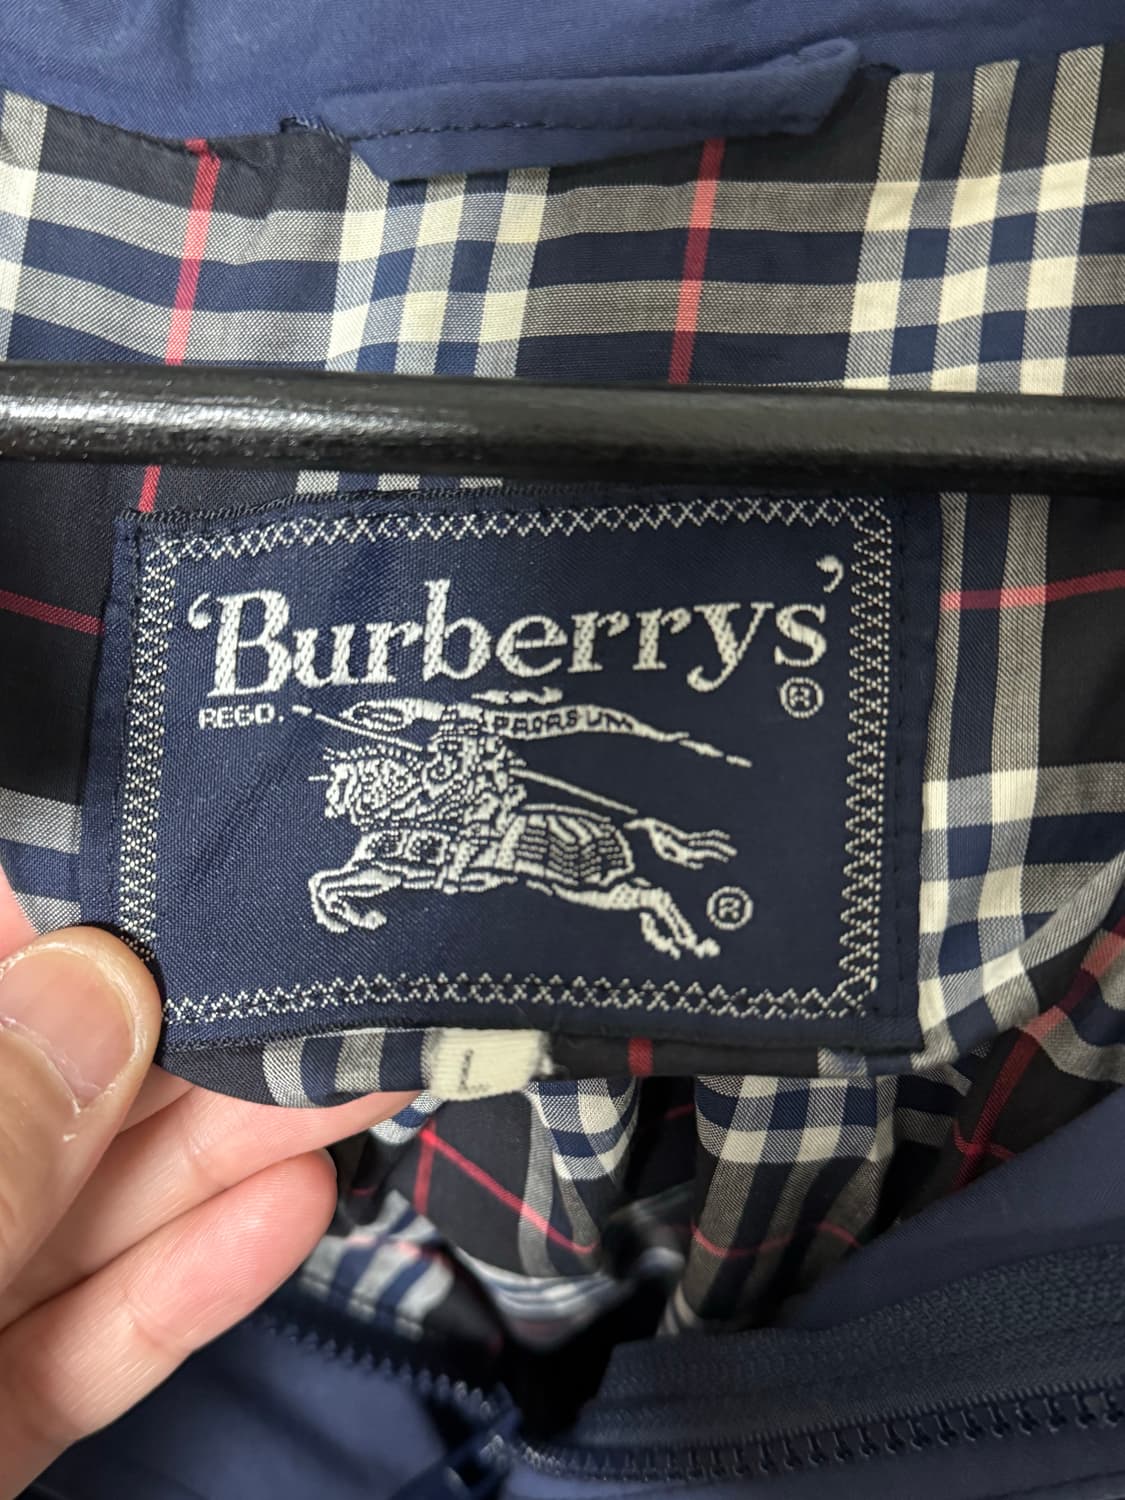 ‘Burberrys’
®
REGD.
PRORSUM
®
L